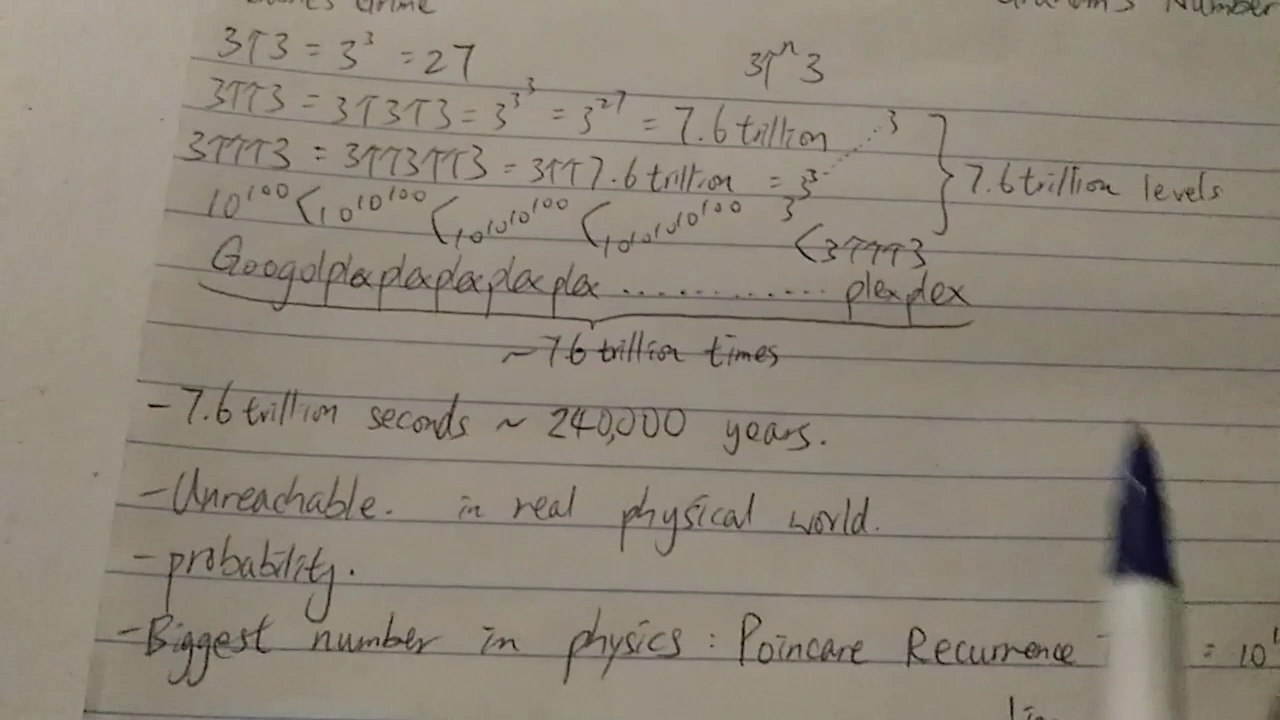 Grime Number
3↑3 = 3³ = 27 3↑ⁿ3
3↑↑3 = 3↑3↑3 = 3^3^3 = 3²⁷ = 7.6 trillion
3↑↑↑3 = 3↑↑3↑↑3 = 3↑↑7.6 trillion = 3^3^3^...^3 } 7.6 trillion levels
10^100 < 10^10^100 < 10^10^10^100 < 10^10^10^10^100 < 3↑↑↑3
Googolplexplexplexplexplex .............. plexplex
~7.6 trillion times
- 7.6 trillion seconds ~ 240,000 years.
- Unreachable. in real physical world.
- probability.
- Biggest number in physics : Poincare Recurrence = 10